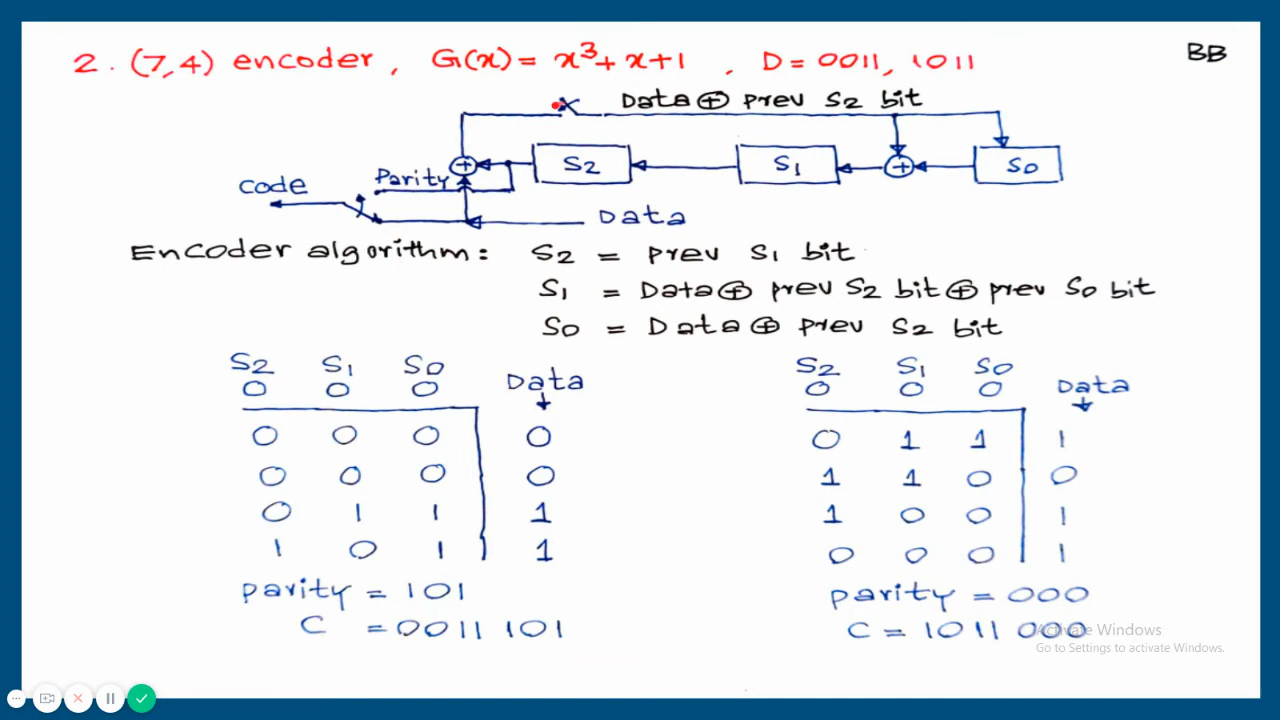 2. (7,4) encoder, G(x) = x³+x+1, D = 0011, 1011
BB
Data ⊕ prev S2 bit
+ S2 S1 + S0
Parity
Code
Data
Encoder algorithm: S2 = prev S1 bit
S1 = Data ⊕ prev S2 bit ⊕ prev S0 bit
S0 = Data ⊕ prev S2 bit
S2 S1 S0 Data
0 0 0
0 0 0 0
0 0 0 0
0 1 1 1
1 0 1 1
Parity = 101
C = 0011 101
S2 S1 S0 Data
0 0 0
0 1 1 1
1 1 0 0
1 0 0 1
0 0 0 1
Parity = 000
C = 1011 000
Activate Windows
Go to Settings to activate Windows.